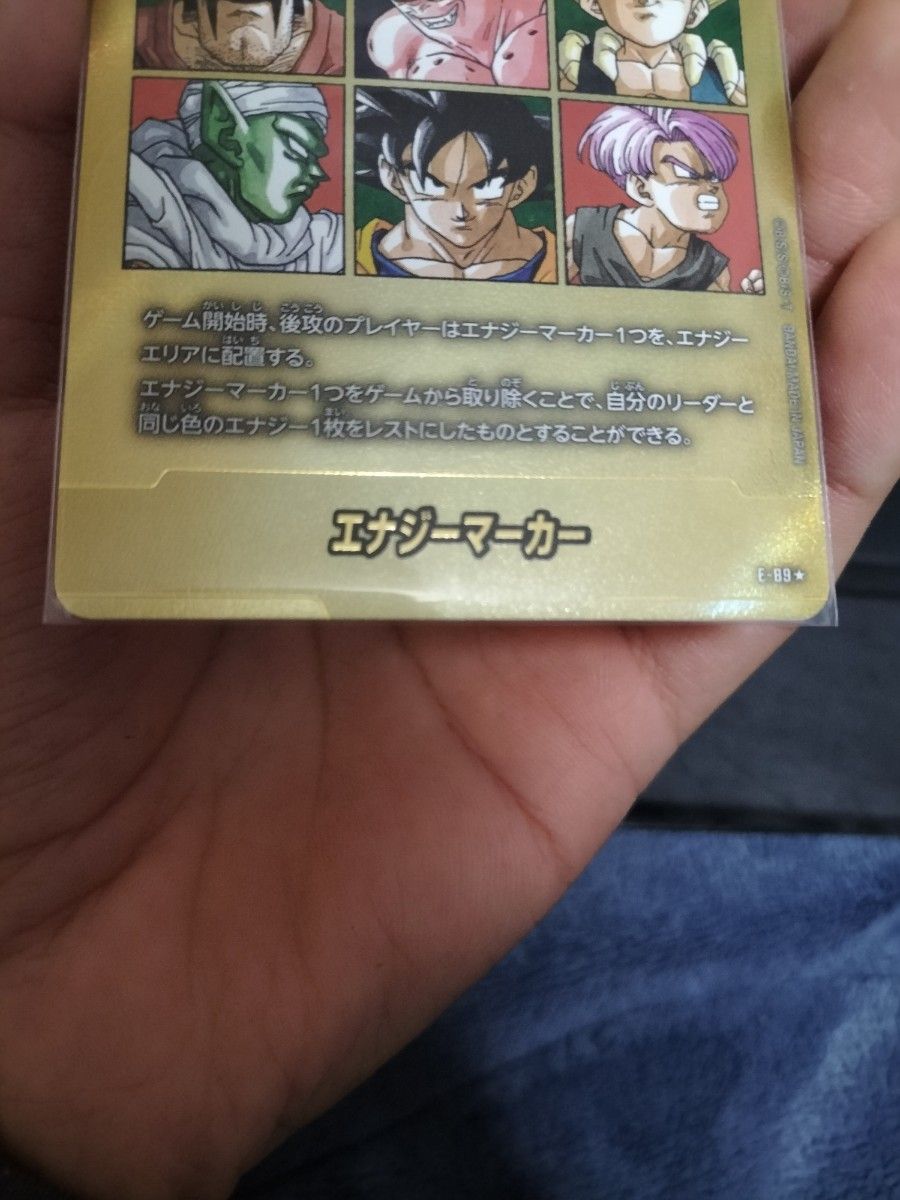 ゲーム開始時、後攻のプレイヤーはエナジーマーカー1つを、エナジー
エリアに配置する。
エナジーマーカー1つをゲームから取り除くことで、自分のリーダーと
同じ色のエナジー1枚をレストにしたものとすることができる。
エナジーマーカー
E-89★
©B/S・S ©B/S・T BANDAI MADE IN JAPAN